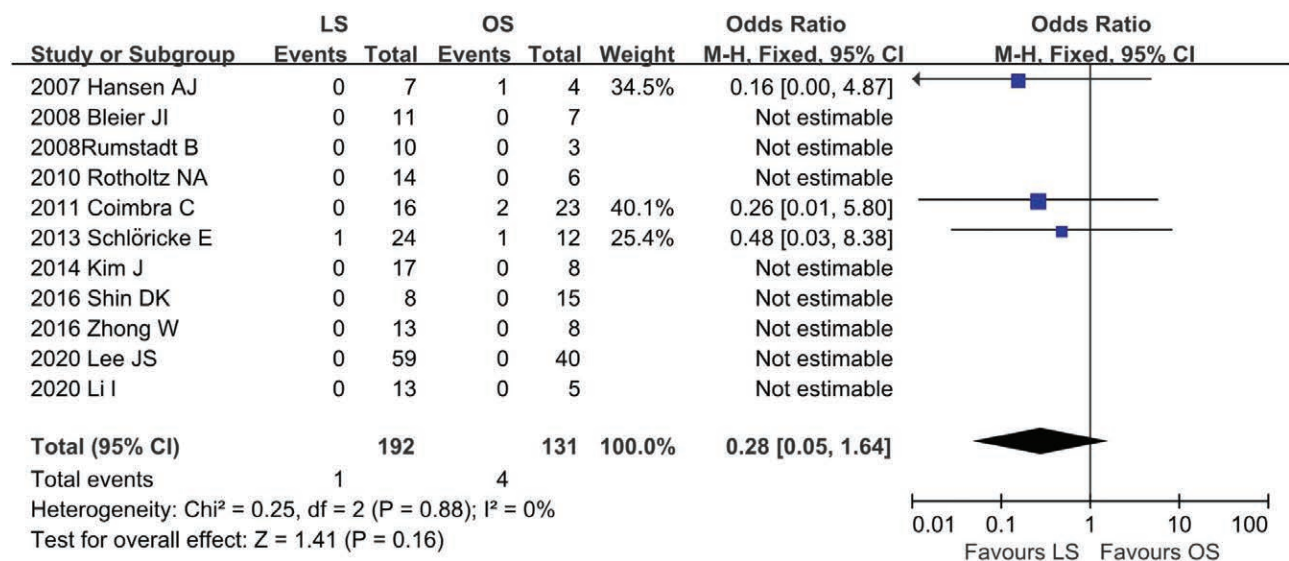 LS OS Odds Ratio Odds Ratio
Study or Subgroup Events Total Events Total Weight M-H, Fixed, 95% CI M-H, Fixed, 95% CI
2007 Hansen AJ 0 7 1 4 34.5% 0.16 [0.00, 4.87]
2008 Bleier JI 0 11 0 7 Not estimable
2008Rumstadt B 0 10 0 3 Not estimable
2010 Rotholtz NA 0 14 0 6 Not estimable
2011 Coimbra C 0 16 2 23 40.1% 0.26 [0.01, 5.80]
2013 Schlöricke E 1 24 1 12 25.4% 0.48 [0.03, 8.38]
2014 Kim J 0 17 0 8 Not estimable
2016 Shin DK 0 8 0 15 Not estimable
2016 Zhong W 0 13 0 8 Not estimable
2020 Lee JS 0 59 0 40 Not estimable
2020 Li I 0 13 0 5 Not estimable
Total (95% CI) 192 131 100.0% 0.28 [0.05, 1.64]
Total events 1 4
Heterogeneity: Chi² = 0.25, df = 2 (P = 0.88); I² = 0%
Test for overall effect: Z = 1.41 (P = 0.16)
0.01 0.1 1 10 100
Favours LS Favours OS